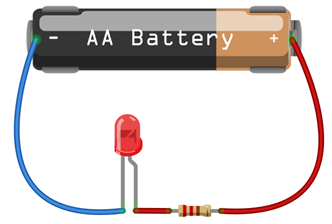 - AA Battery +